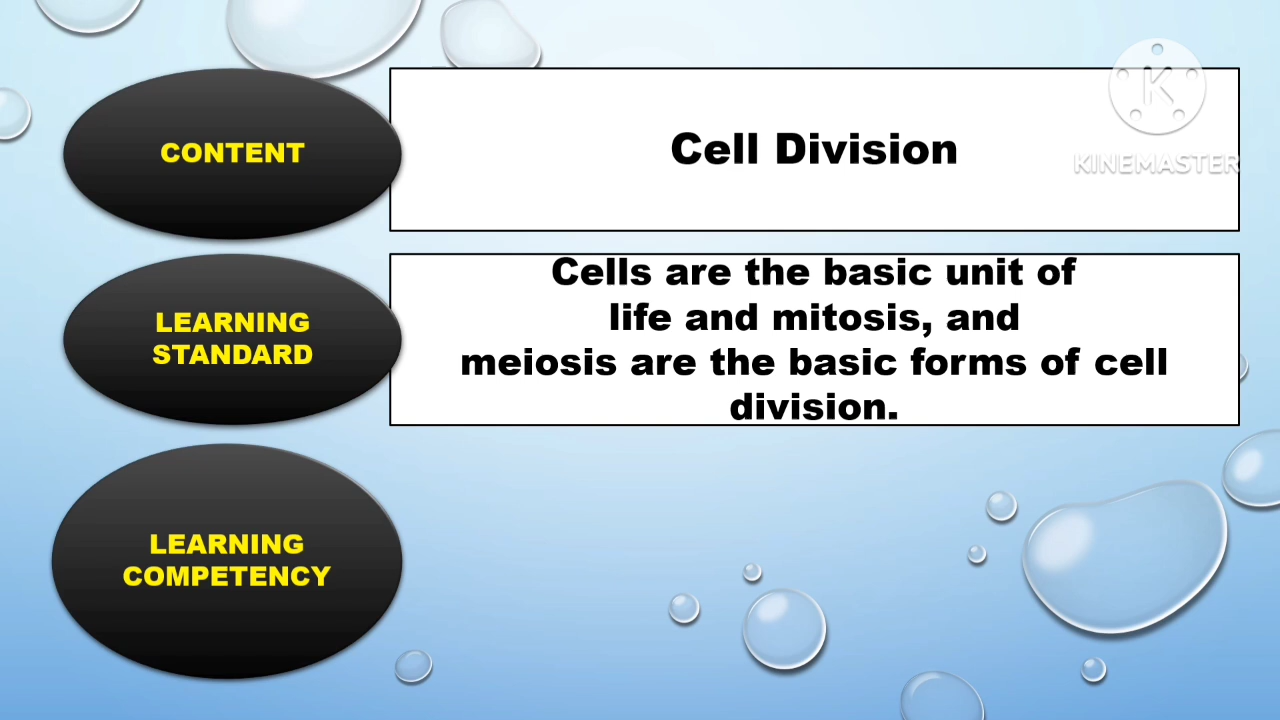 CONTENT
Cell Division
K
KINEMASTER
LEARNING
STANDARD
Cells are the basic unit of
life and mitosis, and
meiosis are the basic forms of cell
division.
LEARNING
COMPETENCY